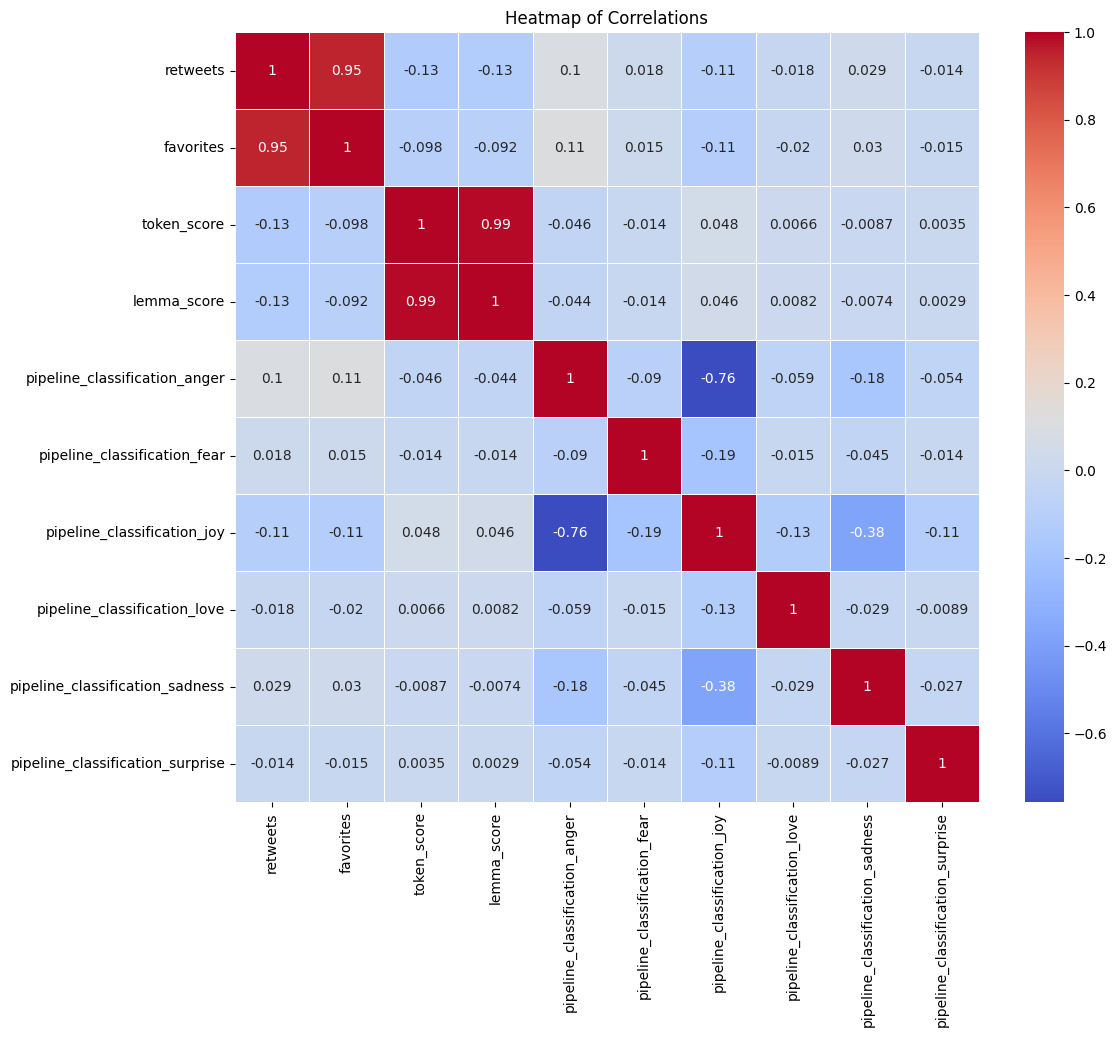 Heatmap of Correlations
retweets 1 0.95 -0.13 -0.13 0.1 0.018 -0.11 -0.018 0.029 -0.014
favorites 0.95 1 -0.098 -0.092 0.11 0.015 -0.11 -0.02 0.03 -0.015
token_score -0.13 -0.098 1 0.99 -0.046 -0.014 0.048 0.0066 -0.0087 0.0035
lemma_score -0.13 -0.092 0.99 1 -0.044 -0.014 0.046 0.0082 -0.0074 0.0029
pipeline_classification_anger 0.1 0.11 -0.046 -0.044 1 -0.09 -0.76 -0.059 -0.18 -0.054
pipeline_classification_fear 0.018 0.015 -0.014 -0.014 -0.09 1 -0.19 -0.015 -0.045 -0.014
pipeline_classification_joy -0.11 -0.11 0.048 0.046 -0.76 -0.19 1 -0.13 -0.38 -0.11
pipeline_classification_love -0.018 -0.02 0.0066 0.0082 -0.059 -0.015 -0.13 1 -0.029 -0.0089
pipeline_classification_sadness 0.029 0.03 -0.0087 -0.0074 -0.18 -0.045 -0.38 -0.029 1 -0.027
pipeline_classification_surprise -0.014 -0.015 0.0035 0.0029 -0.054 -0.014 -0.11 -0.0089 -0.027 1
retweets
favorites
token_score
lemma_score
pipeline_classification_anger
pipeline_classification_fear
pipeline_classification_joy
pipeline_classification_love
pipeline_classification_sadness
pipeline_classification_surprise
1.0
0.8
0.6
0.4
0.2
0.0
−0.2
−0.4
−0.6